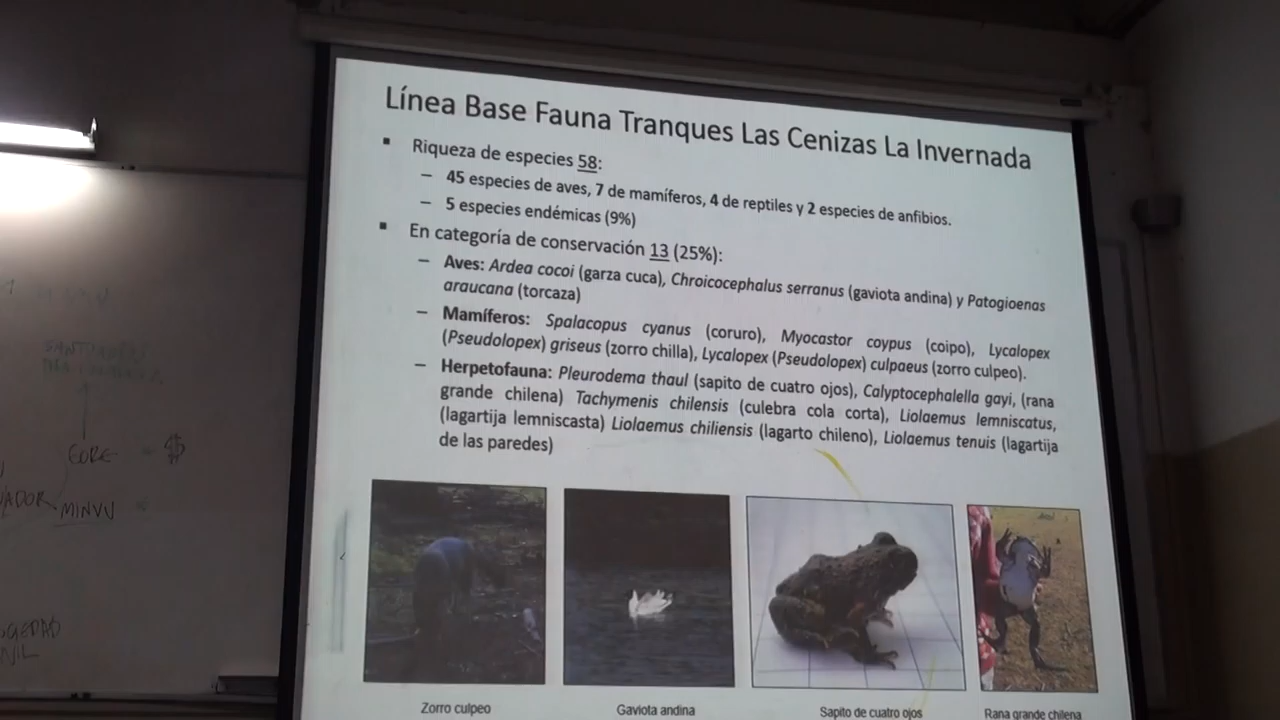 Línea Base Fauna Tranques Las Cenizas La Invernada
▪ Riqueza de especies 58:
– 45 especies de aves, 7 de mamíferos, 4 de reptiles y 2 especies de anfibios.
– 5 especies endémicas (9%)
▪ En categoría de conservación 13 (25%):
– Aves: Ardea cocoi (garza cuca), Chroicocephalus serranus (gaviota andina) y Patogioenas
araucana (torcaza)
– Mamíferos: Spalacopus cyanus (coruro), Myocastor coypus (coipo), Lycalopex
(Pseudolopex) griseus (zorro chilla), Lycalopex (Pseudolopex) culpaeus (zorro culpeo).
– Herpetofauna: Pleurodema thaul (sapito de cuatro ojos), Calyptocephalella gayi, (rana
grande chilena) Tachymenis chilensis (culebra cola corta), Liolaemus lemniscatus,
(lagartija lemniscasta) Liolaemus chiliensis (lagarto chileno), Liolaemus tenuis (lagartija
de las paredes)
Zorro culpeo
Gaviota andina
Sapito de cuatro ojos
Rana grande chilena
GORE = $
MINVU =